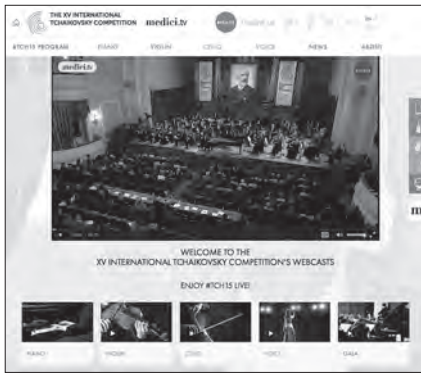 THE XV INTERNATIONAL
TCHAIKOVSKY COMPETITION
medici.tv
#TCH15 PROGRAM
PIANO
VIOLIN
CELLO
VOICE
NEWS
medici.tv
WELCOME TO THE
XV INTERNATIONAL TCHAIKOVSKY COMPETITION'S WEBCASTS
ENJOY #TCH15 LIVE!
PIANO
VIOLIN
CELLO
VOICE
GALA